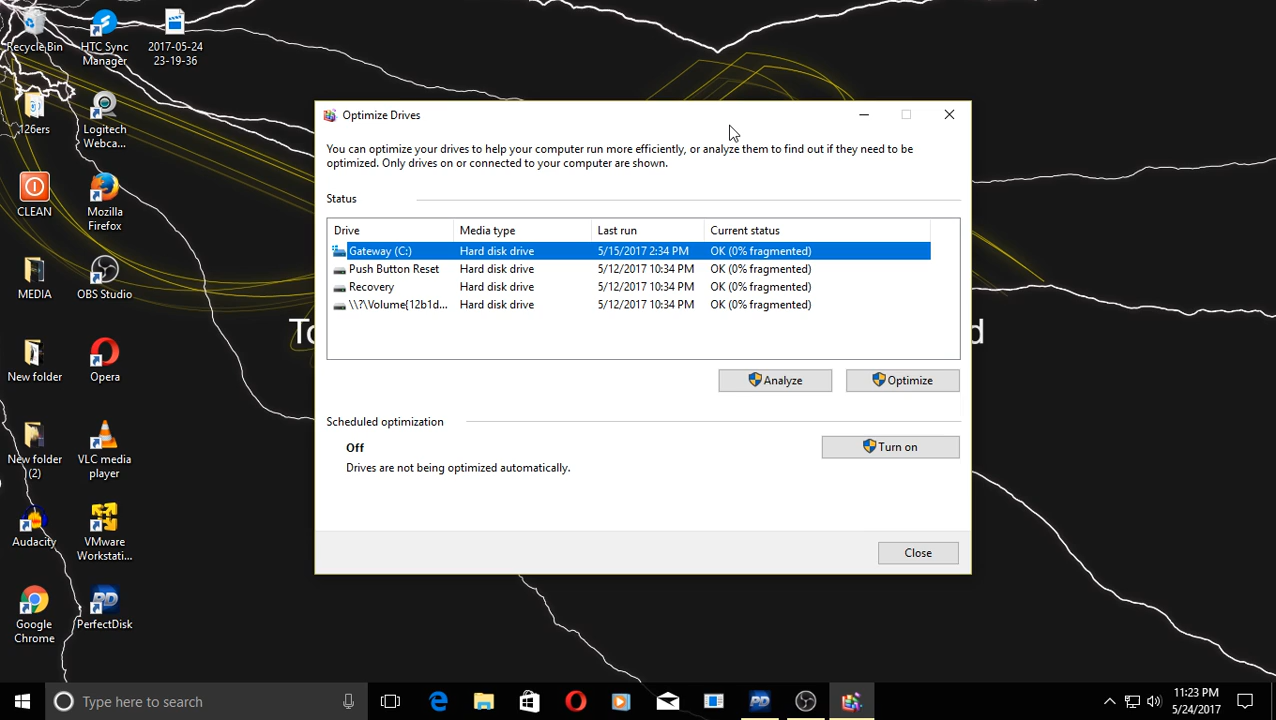 Recycle Bin
HTC Sync
Manager
2017-05-24
23-19-36
126ers
Logitech
Webca...
CLEAN
Mozilla
Firefox
MEDIA
OBS Studio
New folder
Opera
New folder
(2)
VLC media
player
Audacity
VMware
Workstati...
Google
Chrome
PerfectDisk
Optimize Drives
You can optimize your drives to help your computer run more efficiently, or analyze them to find out if they need to be
optimized. Only drives on or connected to your computer are shown.
Status
Drive Media type Last run Current status
Gateway (C:) Hard disk drive 5/15/2017 2:34 PM OK (0% fragmented)
Push Button Reset Hard disk drive 5/12/2017 10:34 PM OK (0% fragmented)
Recovery Hard disk drive 5/12/2017 10:34 PM OK (0% fragmented)
\\?\Volume{12b1d... Hard disk drive 5/12/2017 10:34 PM OK (0% fragmented)
Analyze Optimize
Scheduled optimization
Off
Turn on
Drives are not being optimized automatically.
Close
Type here to search
PD
11:23 PM
5/24/2017